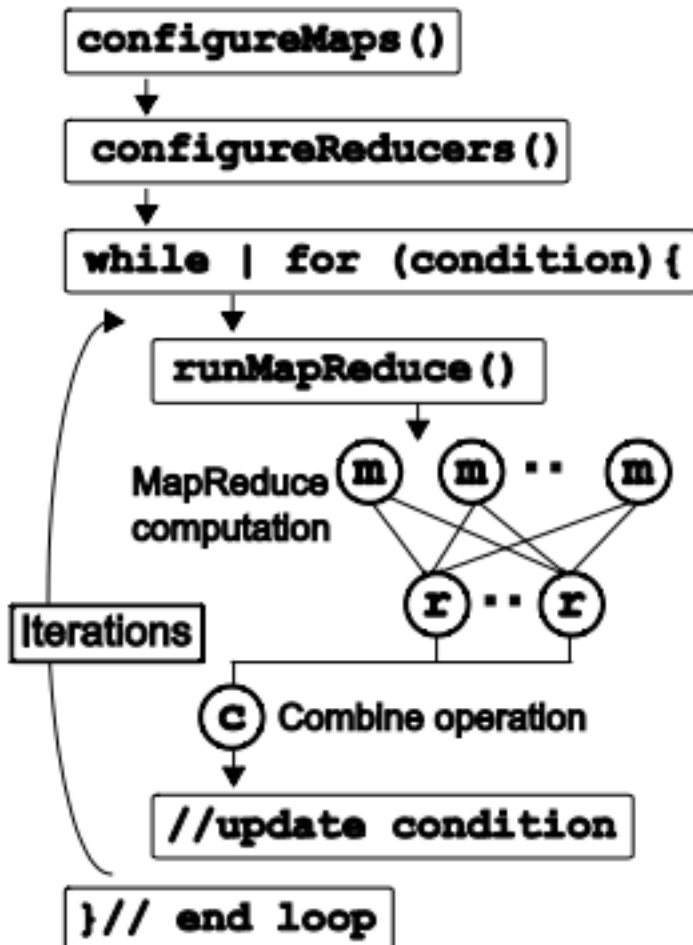 configureMaps()
configureReducers()
while | for (condition){
runMapReduce()
m m ·· m
MapReduce
computation
r ·· r
Iterations
c Combine operation
//update condition
}// end loop